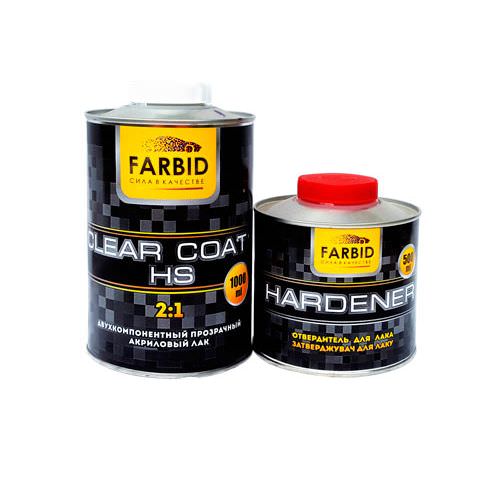 FARBID
СИЛА В КАЧЕСТВЕ
CLEAR COAT
HS
1000
ml
2:1
ДВУХКОМПОНЕНТНЫЙ ПРОЗРАЧНЫЙ
АКРИЛОВЫЙ ЛАК
FARBID
СИЛА В КАЧЕСТВЕ
500
ml
HARDENER
ОТВЕРДИТЕЛЬ ДЛЯ ЛАКА
ЗАТВЕРДЖУВАЧ ДЛЯ ЛАКУ